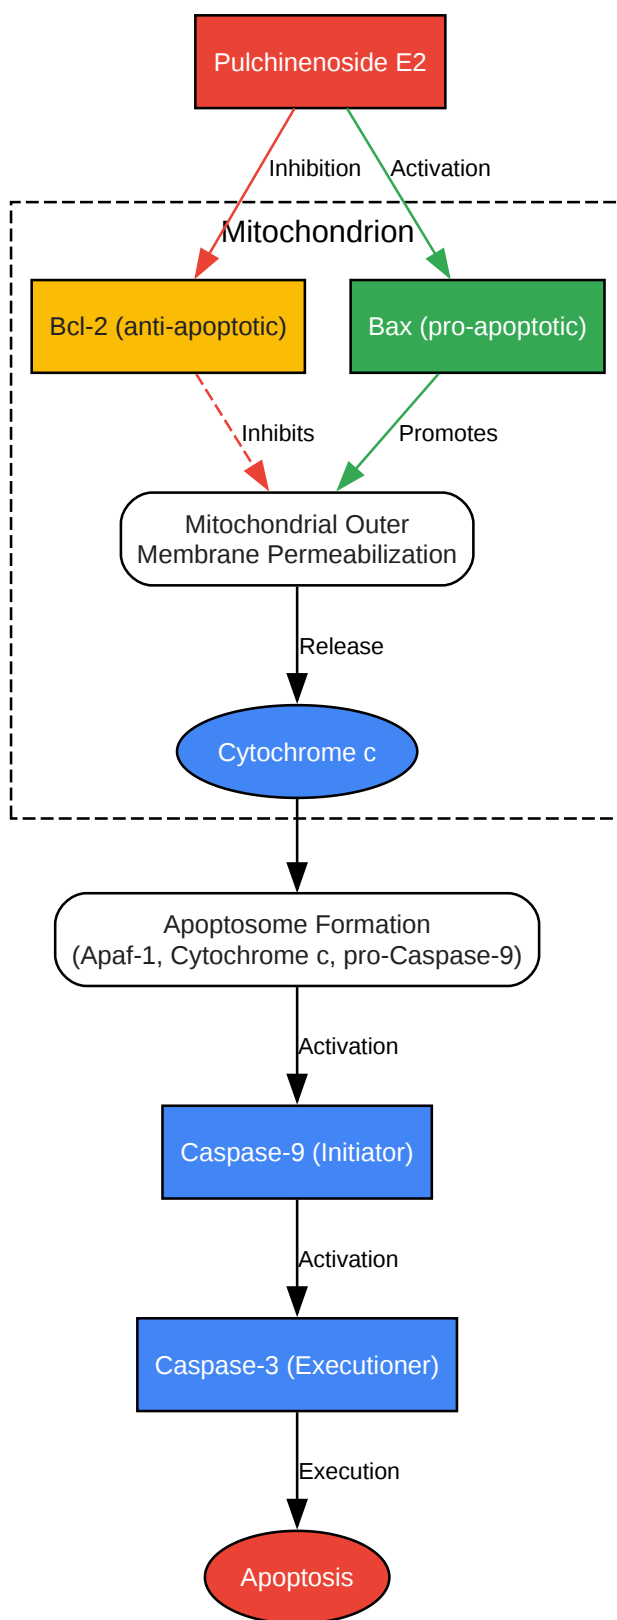 Pulchinenoside E2
Inhibition
Activation
Mitochondrion
Bcl-2 (anti-apoptotic)
Bax (pro-apoptotic)
Inhibits
Promotes
Mitochondrial Outer
Membrane Permeabilization
Release
Cytochrome c
Apoptosome Formation
(Apaf-1, Cytochrome c, pro-Caspase-9)
Activation
Caspase-9 (Initiator)
Activation
Caspase-3 (Executioner)
Execution
Apoptosis